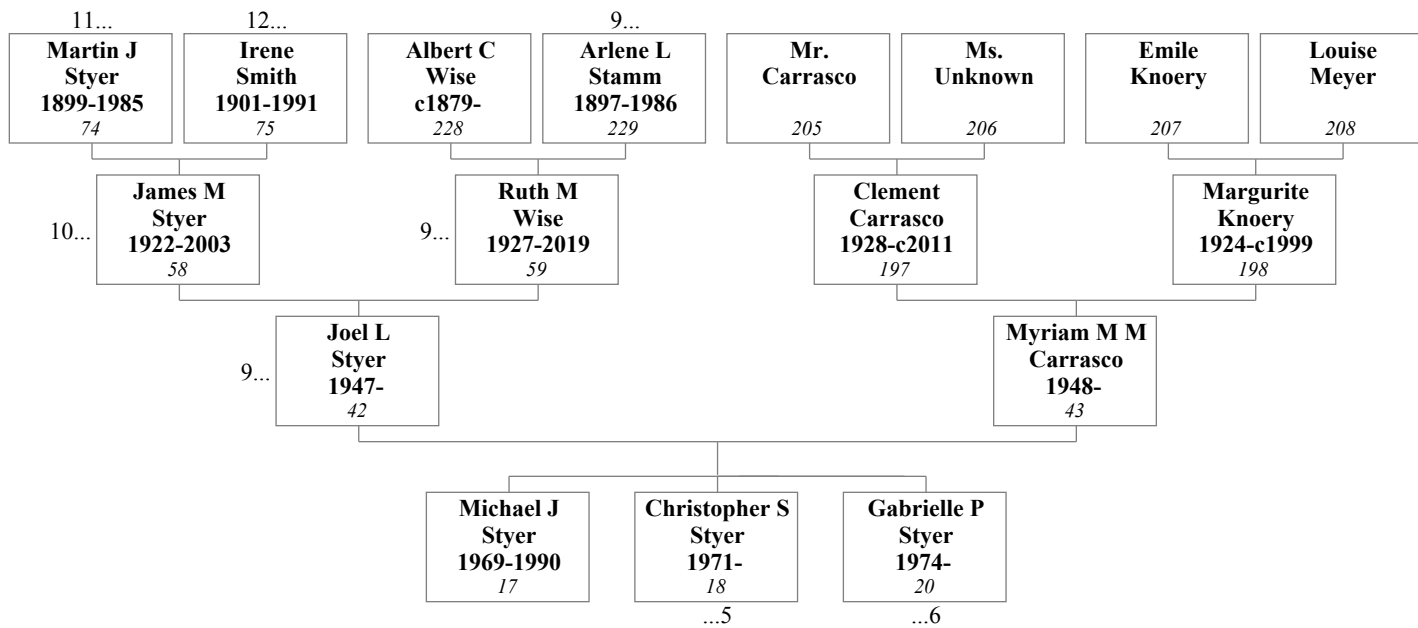 11...
12...
9...
Martin J
Styer
1899-1985
74
Irene
Smith
1901-1991
75
Albert C
Wise
c1879-
228
Arlene L
Stamm
1897-1986
229
Mr.
Carrasco
205
Ms.
Unknown
206
Emile
Knoery
207
Louise
Meyer
208
10...
James M
Styer
1922-2003
58
9...
Ruth M
Wise
1927-2019
59
Clement
Carrasco
1928-c2011
197
Margurite
Knoery
1924-c1999
198
9...
Joel L
Styer
1947-
42
Myriam M M
Carrasco
1948-
43
Michael J
Styer
1969-1990
17
Christopher S
Styer
1971-
18
...5
Gabrielle P
Styer
1974-
20
...6